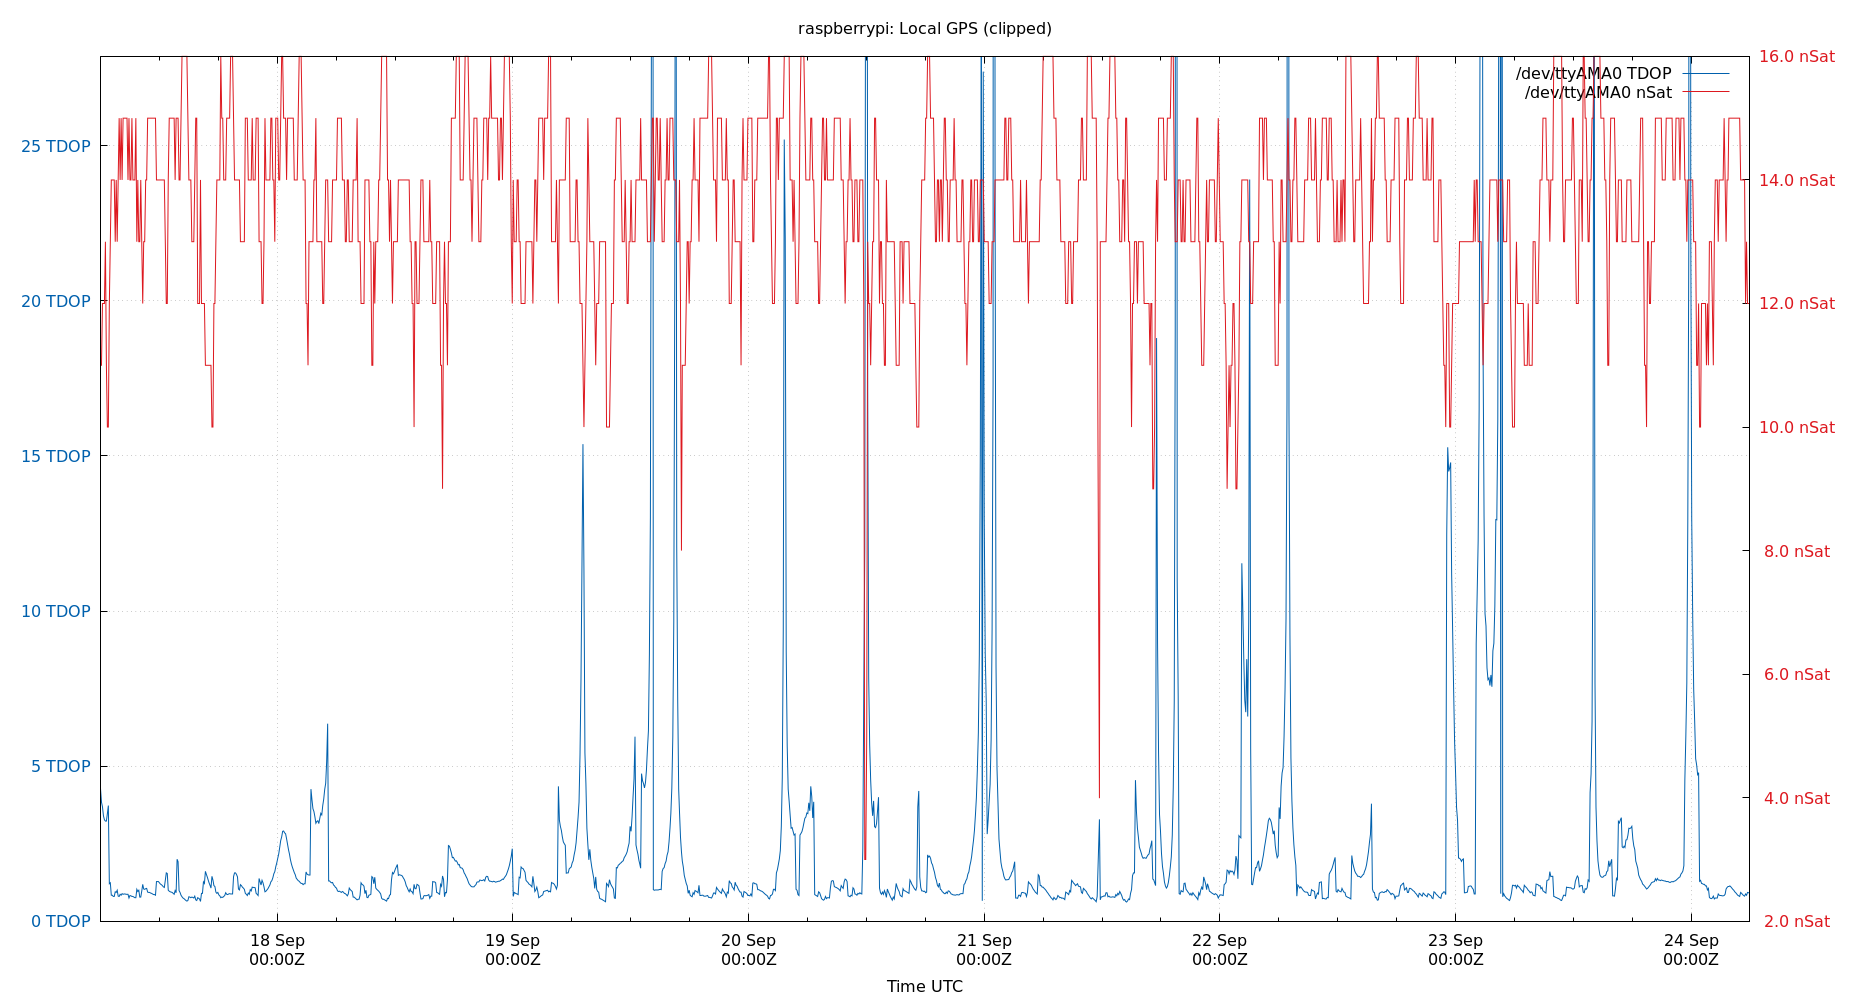 raspberrypi: Local GPS (clipped)
16.0 nSat
/dev/ttyAMA0 TDOP
/dev/ttyAMA0 nSat
25 TDOP
14.0 nSat
20 TDOP
12.0 nSat
15 TDOP
10.0 nSat
8.0 nSat
10 TDOP
6.0 nSat
5 TDOP
4.0 nSat
0 TDOP
2.0 nSat
18 Sep
00:00Z
19 Sep
00:00Z
20 Sep
00:00Z
21 Sep
00:00Z
22 Sep
00:00Z
23 Sep
00:00Z
24 Sep
00:00Z
Time UTC